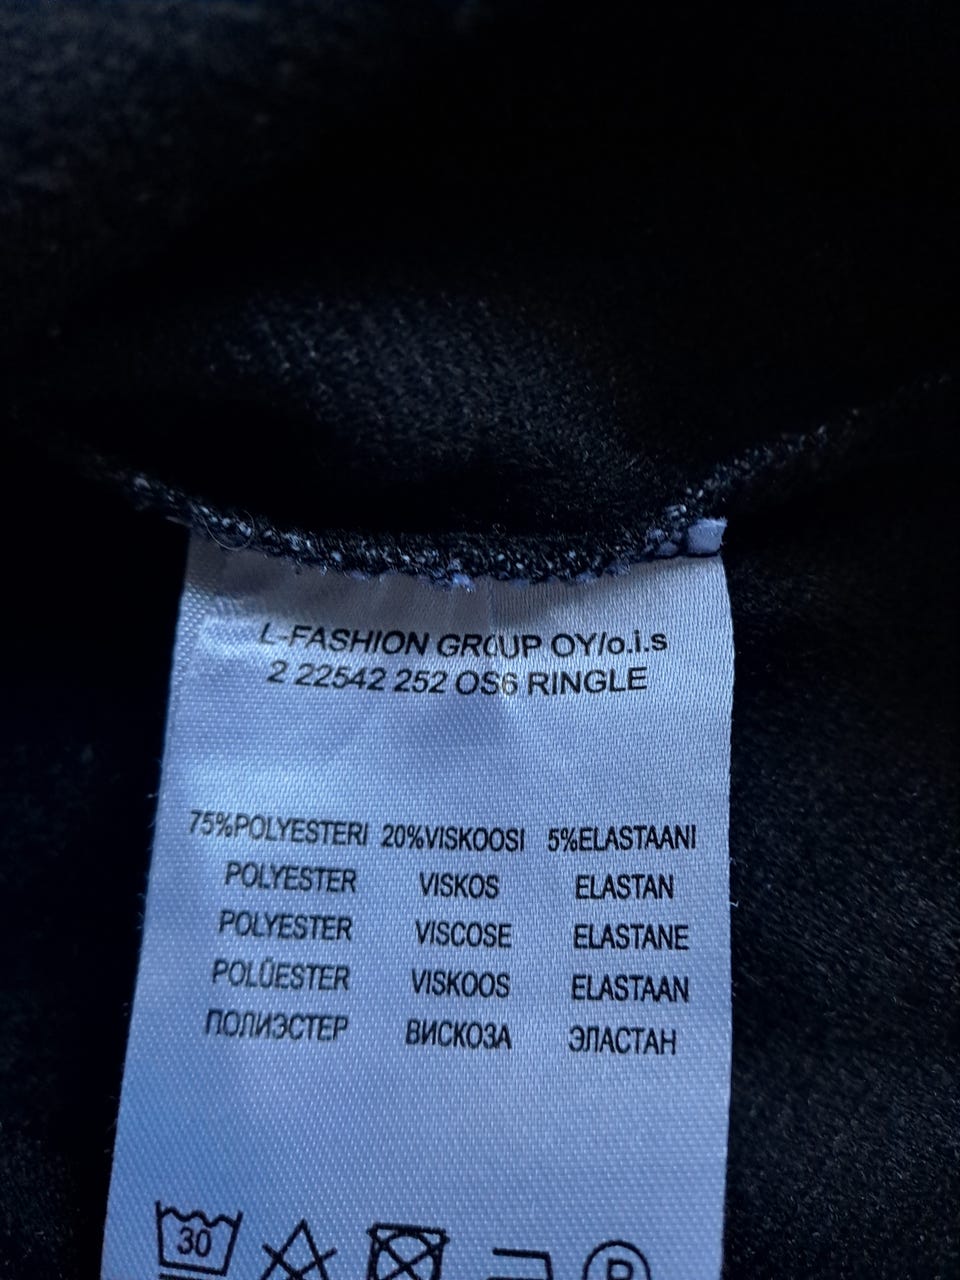 L-FASHION GROUP OY/o.i.s
2 22542 252 OS6 RINGLE
75%POLYESTERI 20%VISKOOSI 5%ELASTAANI
POLYESTER VISKOS ELASTAN
POLYESTER VISCOSE ELASTANE
POLÜESTER VISKOOS ELASTAAN
ПОЛИЭСТЕР ВИСКОЗА ЭЛАСТАН
30 P